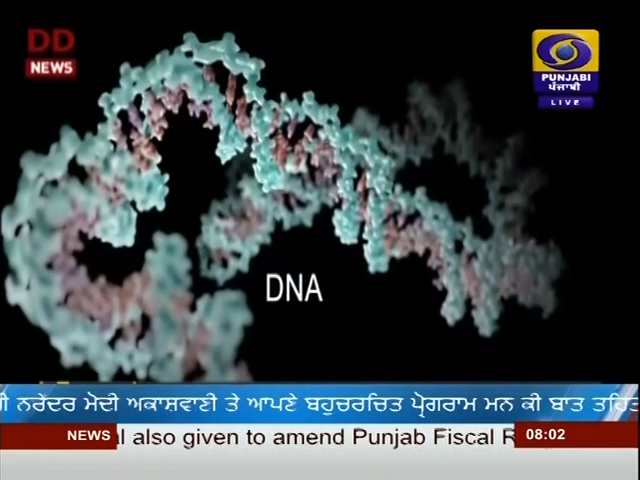 DD
NEWS
PUNJABI
ਪੰਜਾਬੀ
LIVE
DNA
ਨਰੇਂਦਰ ਮੋਦੀ ਅਕਾਸ਼ਵਾਣੀ ਤੇ ਆਪਣੇ ਬਹੁਚਰਚਿਤ ਪ੍ਰੋਗਰਾਮ ਮਨ ਕੀ ਬਾਤ ਤਹਿਤ
NEWS
also given to amend Punjab Fiscal
08:02